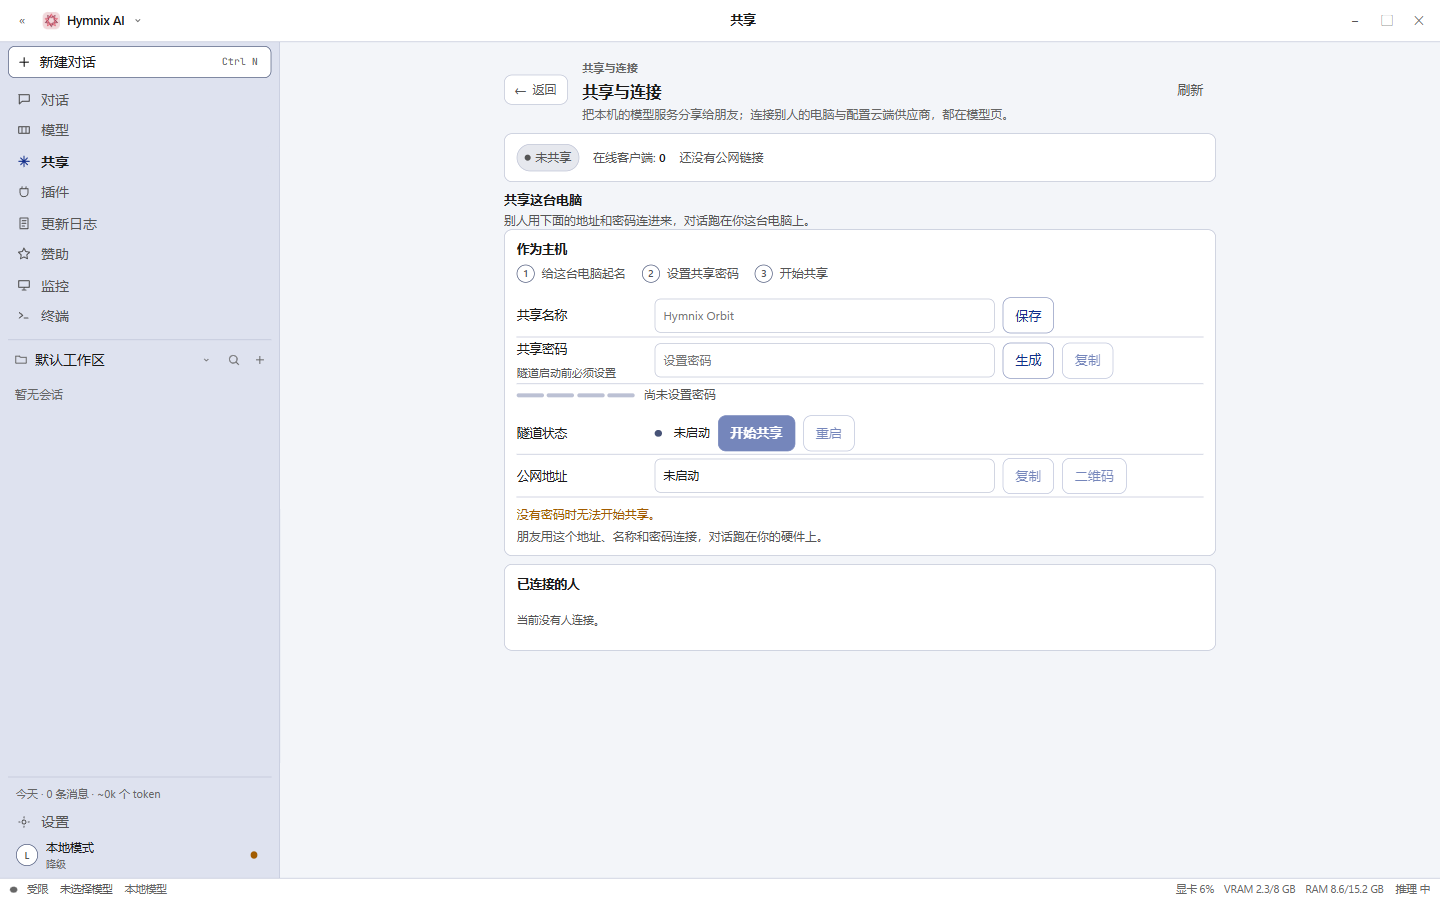 « Hymnix AI
共享
+ 新建对话 Ctrl N
对话
模型
共享
插件
更新日志
赞助
监控
终端
默认工作区
暂无会话
今天 · 0 条消息 · ~0k 个 token
设置
L 本地模式
降级
← 返回
共享与连接
共享与连接
把本机的模型服务分享给朋友；连接别人的电脑与配置云端供应商，都在模型页。
刷新
未共享 在线客户端: 0 还没有公网链接
共享这台电脑
别人用下面的地址和密码连进来，对话跑在你这台电脑上。
作为主机
1 给这台电脑起名 2 设置共享密码 3 开始共享
共享名称 Hymnix Orbit 保存
共享密码 设置密码 生成 复制
隧道启动前必须设置
尚未设置密码
隧道状态 未启动 开始共享 重启
公网地址 未启动 复制 二维码
没有密码时无法开始共享。
朋友用这个地址、名称和密码连接，对话跑在你的硬件上。
已连接的人
当前没有人连接。
受限 未选择模型 本地模型
显卡 6% VRAM 2.3/8 GB RAM 8.6/15.2 GB 推理 中